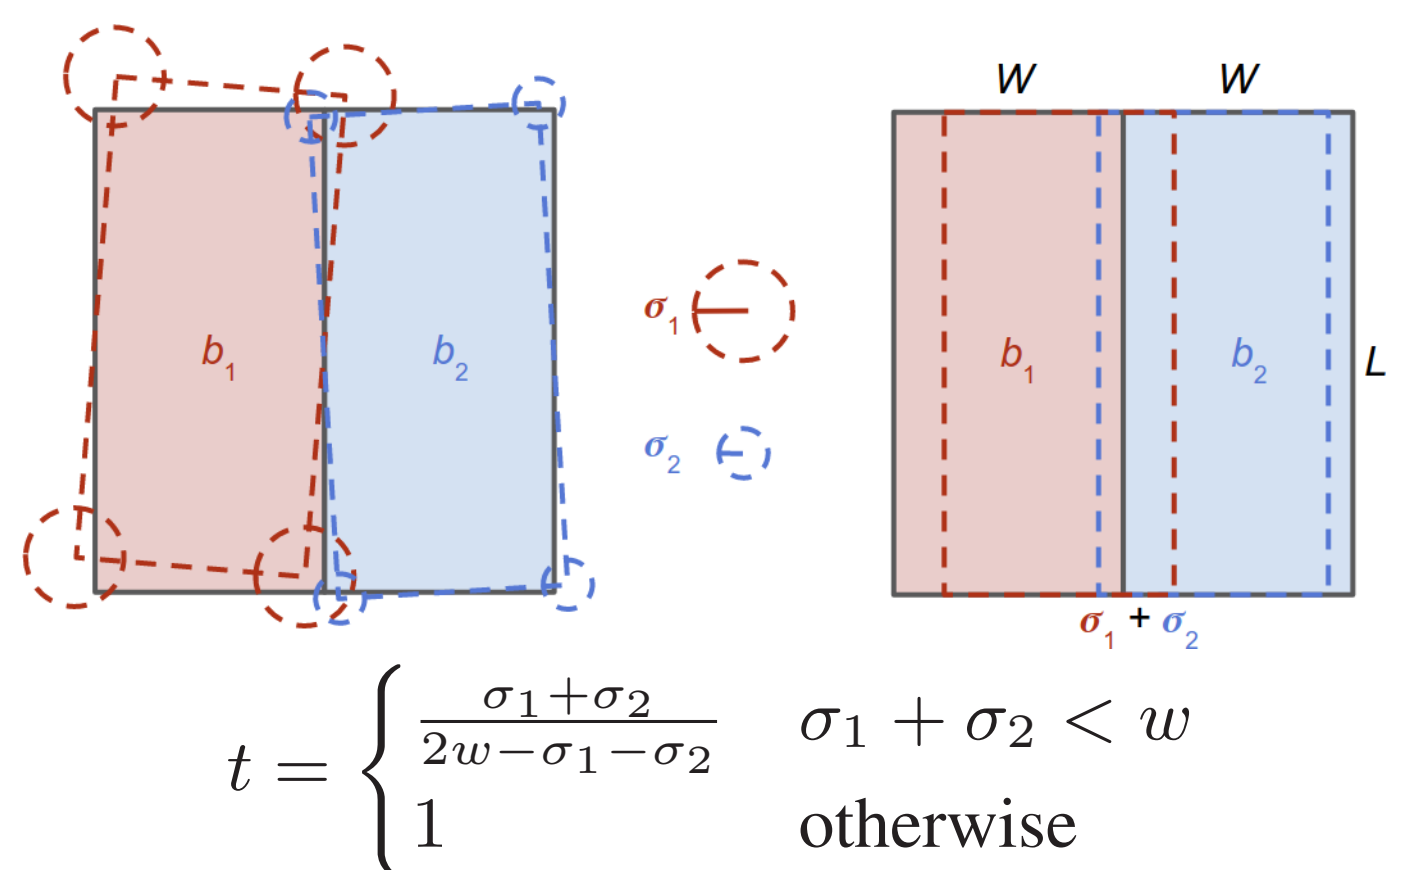 W W
σ₁
b₁ b₂ b₁ b₂ L
σ₂
σ₁ + σ₂
t = { (σ₁+σ₂)/(2w−σ₁−σ₂) σ₁ + σ₂ < w
1 otherwise